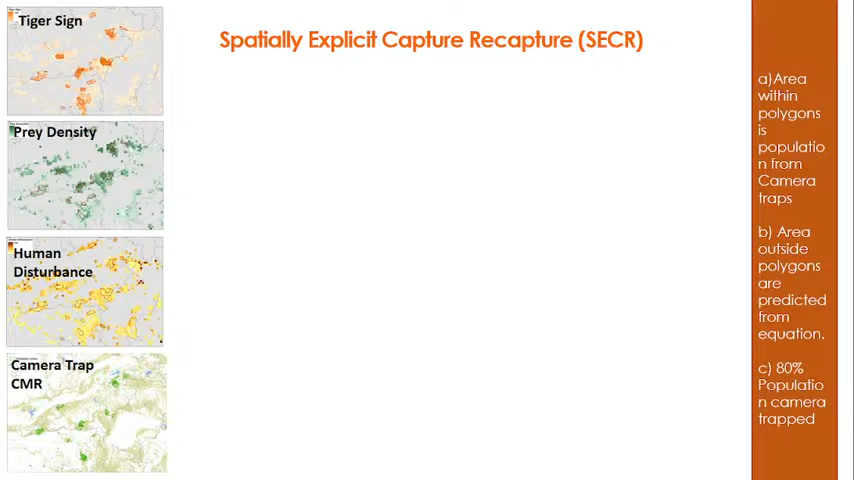 Tiger Sign
Prey Density
Human
Disturbance
Camera Trap
CMR
Spatially Explicit Capture Recapture (SECR)
a)Area
within
polygons
is
populatio
n from
Camera
traps
b) Area
outside
polygons
are
predicted
from
equation.
c) 80%
Populatio
n camera
trapped